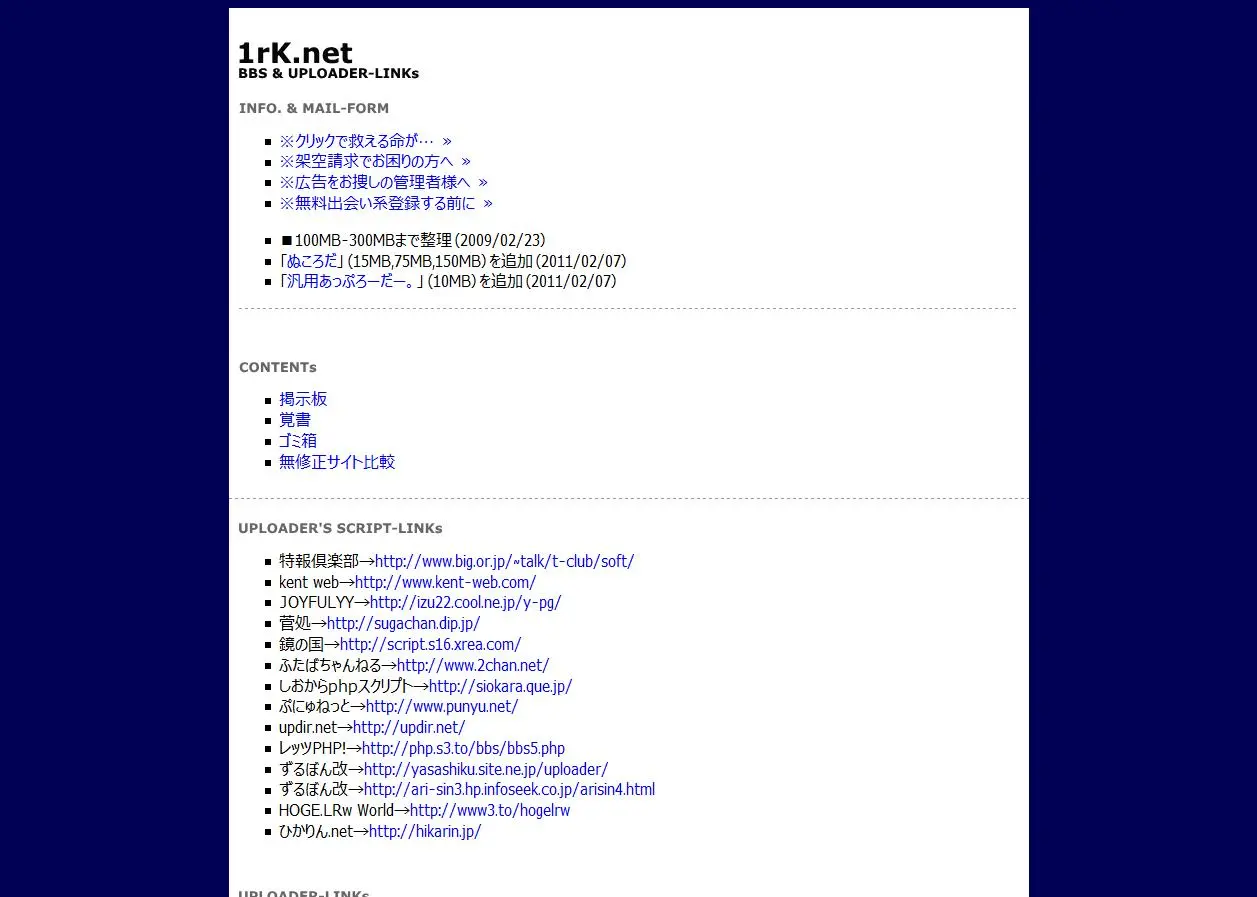 1rK.net
BBS & UPLOADER-LINKs
INFO. & MAIL-FORM
※クリックで救える命が… »
※架空請求でお困りの方へ »
※広告をお捜しの管理者様へ »
※無料出会い系登録する前に »
■100MB-300MBまで整理（2009/02/23）
「ぬころだ」（15MB,75MB,150MB）を追加（2011/02/07）
「汎用あっぷろーだー。」（10MB）を追加（2011/02/07）
CONTENTs
掲示板
覚書
ゴミ箱
無修正サイト比較
UPLOADER'S SCRIPT-LINKs
特報倶楽部→http://www.big.or.jp/~talk/t-club/soft/
kent web→http://www.kent-web.com/
JOYFULYY→http://izu22.cool.ne.jp/y-pg/
菅処→http://sugachan.dip.jp/
鏡の国→http://script.s16.xrea.com/
ふたばちゃんねる→http://www.2chan.net/
しおからphpスクリプト→http://siokara.que.jp/
ぷにゅねっと→http://www.punyu.net/
updir.net→http://updir.net/
レッツPHP!→http://php.s3.to/bbs/bbs5.php
ずるぽん改→http://yasashiku.site.ne.jp/uploader/
ずるぽん改→http://ari-sin3.hp.infoseek.co.jp/arisin4.html
HOGE.LRw World→http://www3.to/hogelrw
ひかりん.net→http://hikarin.jp/
UPLOADER-LINKs